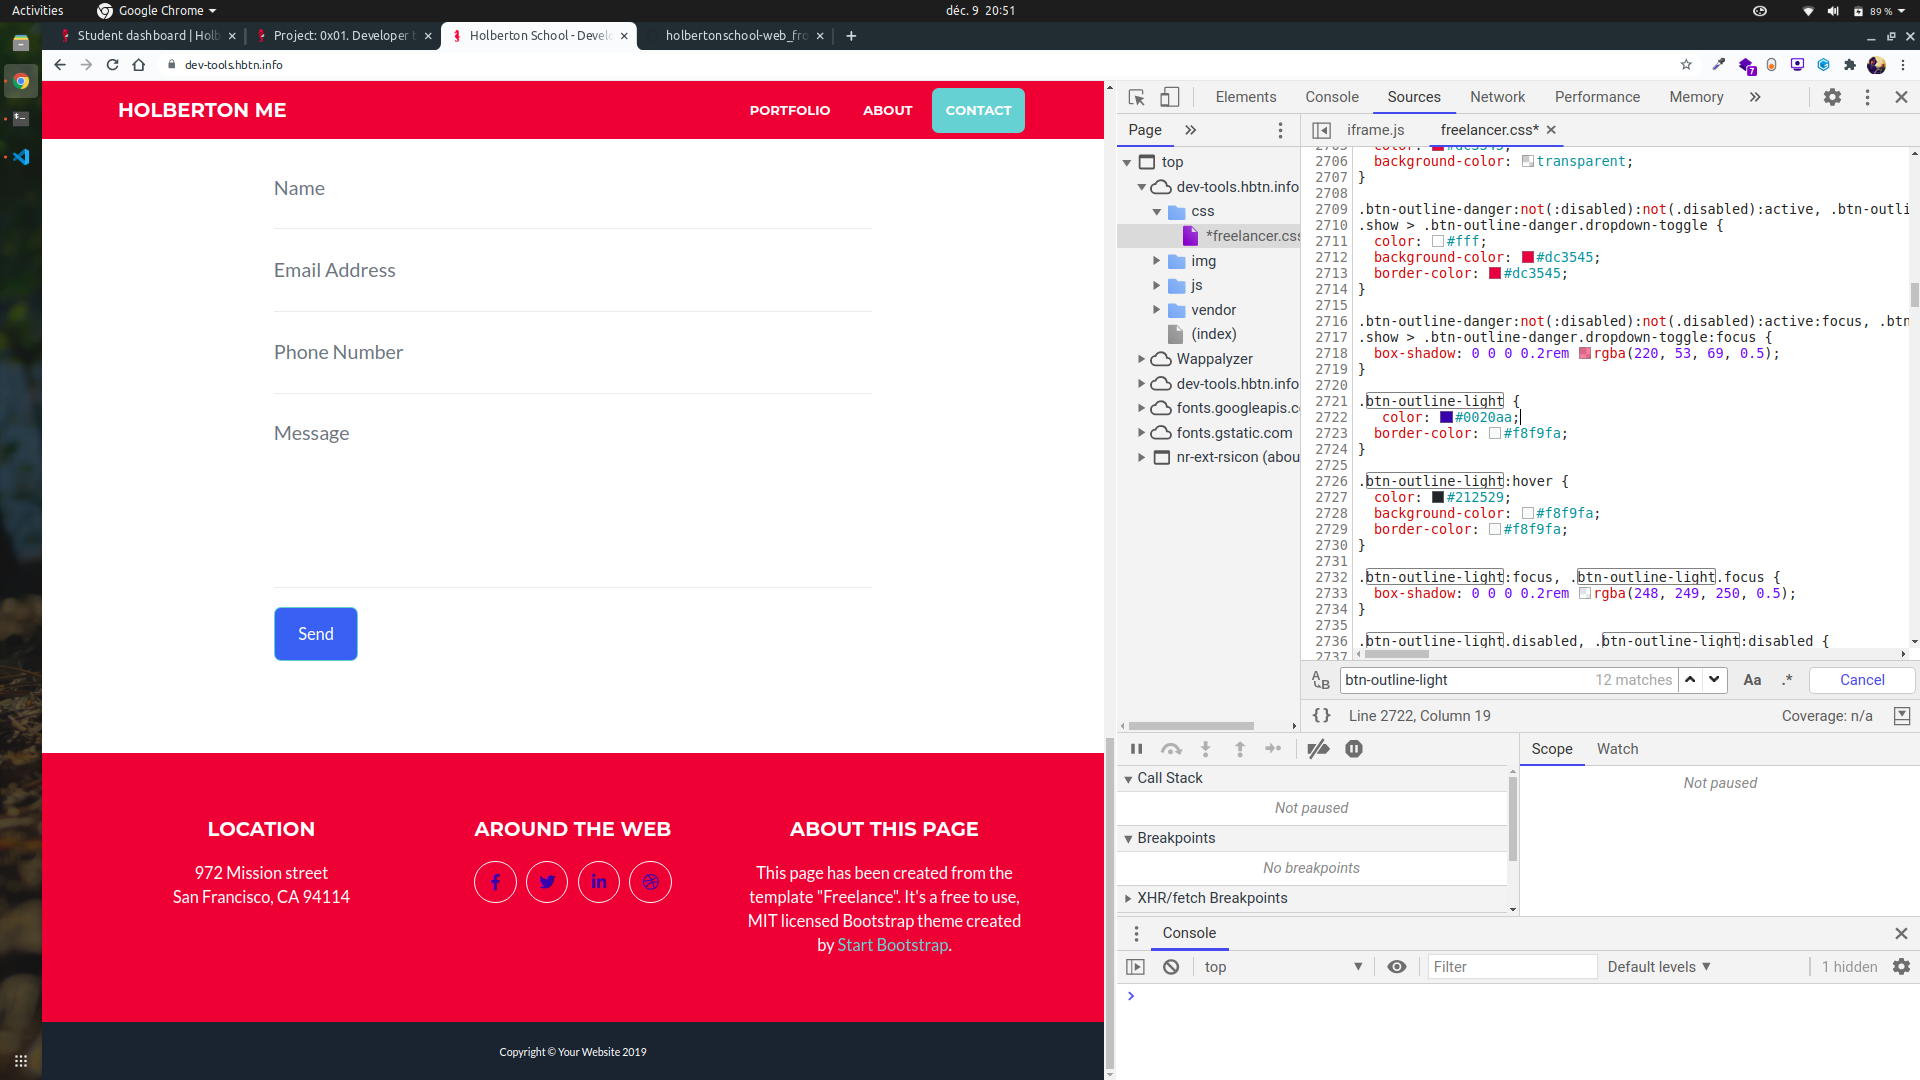 Activities
Google Chrome
déc. 9 20:51
89 %
Student dashboard | Holb
Project: 0x01. Developer t
Holberton School - Develo
holbertonschool-web_fro
dev-tools.hbtn.info
7
HOLBERTON ME
PORTFOLIO
ABOUT
CONTACT
Name
Email Address
Phone Number
Message
Send
LOCATION
972 Mission street
San Francisco, CA 94114
AROUND THE WEB
ABOUT THIS PAGE
This page has been created from the
template "Freelance". It's a free to use,
MIT licensed Bootstrap theme created
by Start Bootstrap.
Copyright © Your Website 2019
Elements
Console
Sources
Network
Performance
Memory
Page
iframe.js
freelancer.css*
top
dev-tools.hbtn.info
css
*freelancer.css
img
js
vendor
(index)
Wappalyzer
dev-tools.hbtn.info
fonts.googleapis.c
fonts.gstatic.com
nr-ext-rsicon (abou
2705 color: #dc3545;
2706 background-color: transparent;
2707 }
2708
2709 .btn-outline-danger:not(:disabled):not(.disabled):active, .btn-outli
2710 .show > .btn-outline-danger.dropdown-toggle {
2711 color: #fff;
2712 background-color: #dc3545;
2713 border-color: #dc3545;
2714 }
2715
2716 .btn-outline-danger:not(:disabled):not(.disabled):active:focus, .btn
2717 .show > .btn-outline-danger.dropdown-toggle:focus {
2718 box-shadow: 0 0 0 0.2rem rgba(220, 53, 69, 0.5);
2719 }
2720
2721 .btn-outline-light {
2722 color: #0020aa;
2723 border-color: #f8f9fa;
2724 }
2725
2726 .btn-outline-light:hover {
2727 color: #212529;
2728 background-color: #f8f9fa;
2729 border-color: #f8f9fa;
2730 }
2731
2732 .btn-outline-light:focus, .btn-outline-light.focus {
2733 box-shadow: 0 0 0 0.2rem rgba(248, 249, 250, 0.5);
2734 }
2735
2736 .btn-outline-light.disabled, .btn-outline-light:disabled {
2737
btn-outline-light
12 matches
Aa
.*
Cancel
{ } Line 2722, Column 19
Coverage: n/a
Call Stack
Not paused
Breakpoints
No breakpoints
XHR/fetch Breakpoints
Scope
Watch
Not paused
Console
top
Filter
Default levels
1 hidden